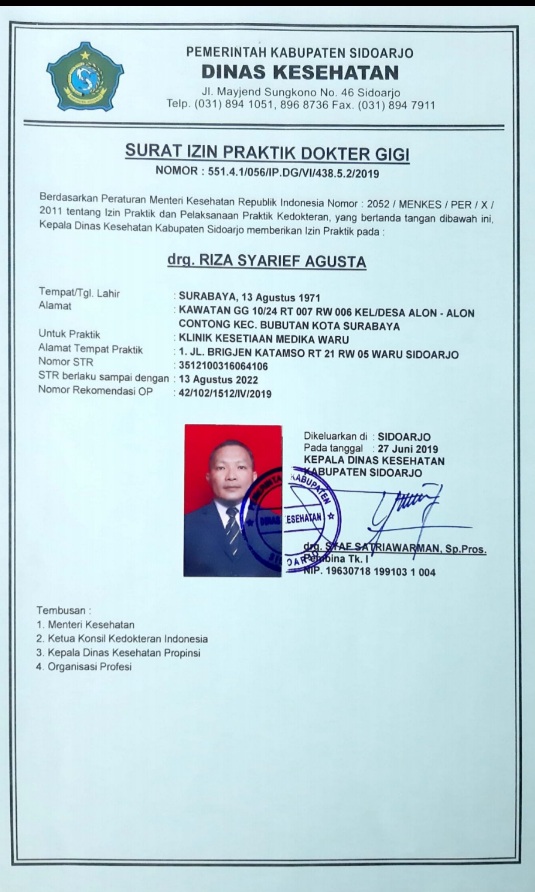 PEMERINTAH KABUPATEN SIDOARJO
DINAS KESEHATAN
Jl. Mayjend Sungkono No. 46 Sidoarjo
Telp. (031) 894 1051, 896 8736 Fax. (031) 894 7911
SURAT IZIN PRAKTIK DOKTER GIGI
NOMOR : 551.4.1/056/IP.DG/VI/438.5.2/2019
Berdasarkan Peraturan Menteri Kesehatan Republik Indonesia Nomor : 2052 / MENKES / PER / X /
2011 tentang Izin Praktik dan Pelaksanaan Praktik Kedokteran, yang bertanda tangan dibawah ini,
Kepala Dinas Kesehatan Kabupaten Sidoarjo memberikan Izin Praktik pada :
drg. RIZA SYARIEF AGUSTA
Tempat/Tgl. Lahir : SURABAYA, 13 Agustus 1971
Alamat : KAWATAN GG 10/24 RT 007 RW 006 KEL/DESA ALON - ALON
CONTONG KEC. BUBUTAN KOTA SURABAYA
Untuk Praktik : KLINIK KESETIAAN MEDIKA WARU
Alamat Tempat Praktik : 1. JL. BRIGJEN KATAMSO RT 21 RW 05 WARU SIDOARJO
Nomor STR : 3512100316064106
STR berlaku sampai dengan : 13 Agustus 2022
Nomor Rekomendasi OP : 42/102/1512/IV/2019
Dikeluarkan di : SIDOARJO
Pada tanggal : 27 Juni 2019
KEPALA DINAS KESEHATAN
KABUPATEN SIDOARJO
DINAS KESEHATAN
drg. SYAF SATRIAWARMAN, Sp.Pros.
Pembina Tk. I
NIP. 19630718 199103 1 004
Tembusan :
1. Menteri Kesehatan
2. Ketua Konsil Kedokteran Indonesia
3. Kepala Dinas Kesehatan Propinsi
4. Organisasi Profesi